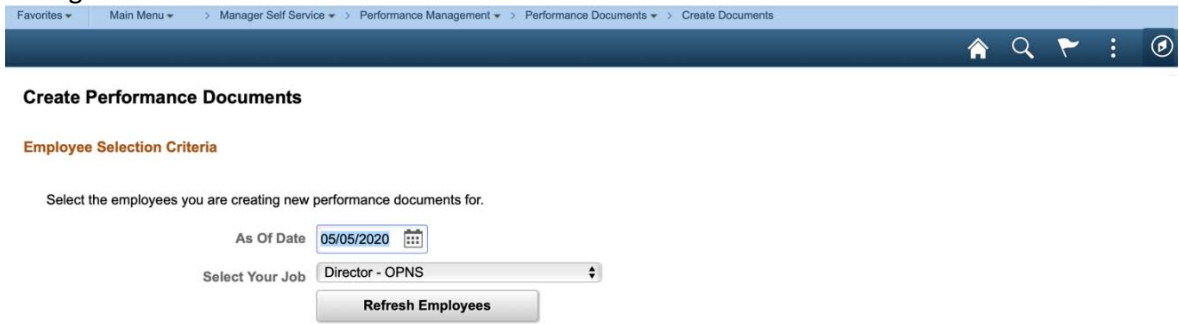 Favorites Main Menu > Manager Self Service > Performance Management > Performance Documents > Create Documents
Create Performance Documents
Employee Selection Criteria
Select the employees you are creating new performance documents for.
As Of Date 05/05/2020
Select Your Job Director - OPNS
Refresh Employees